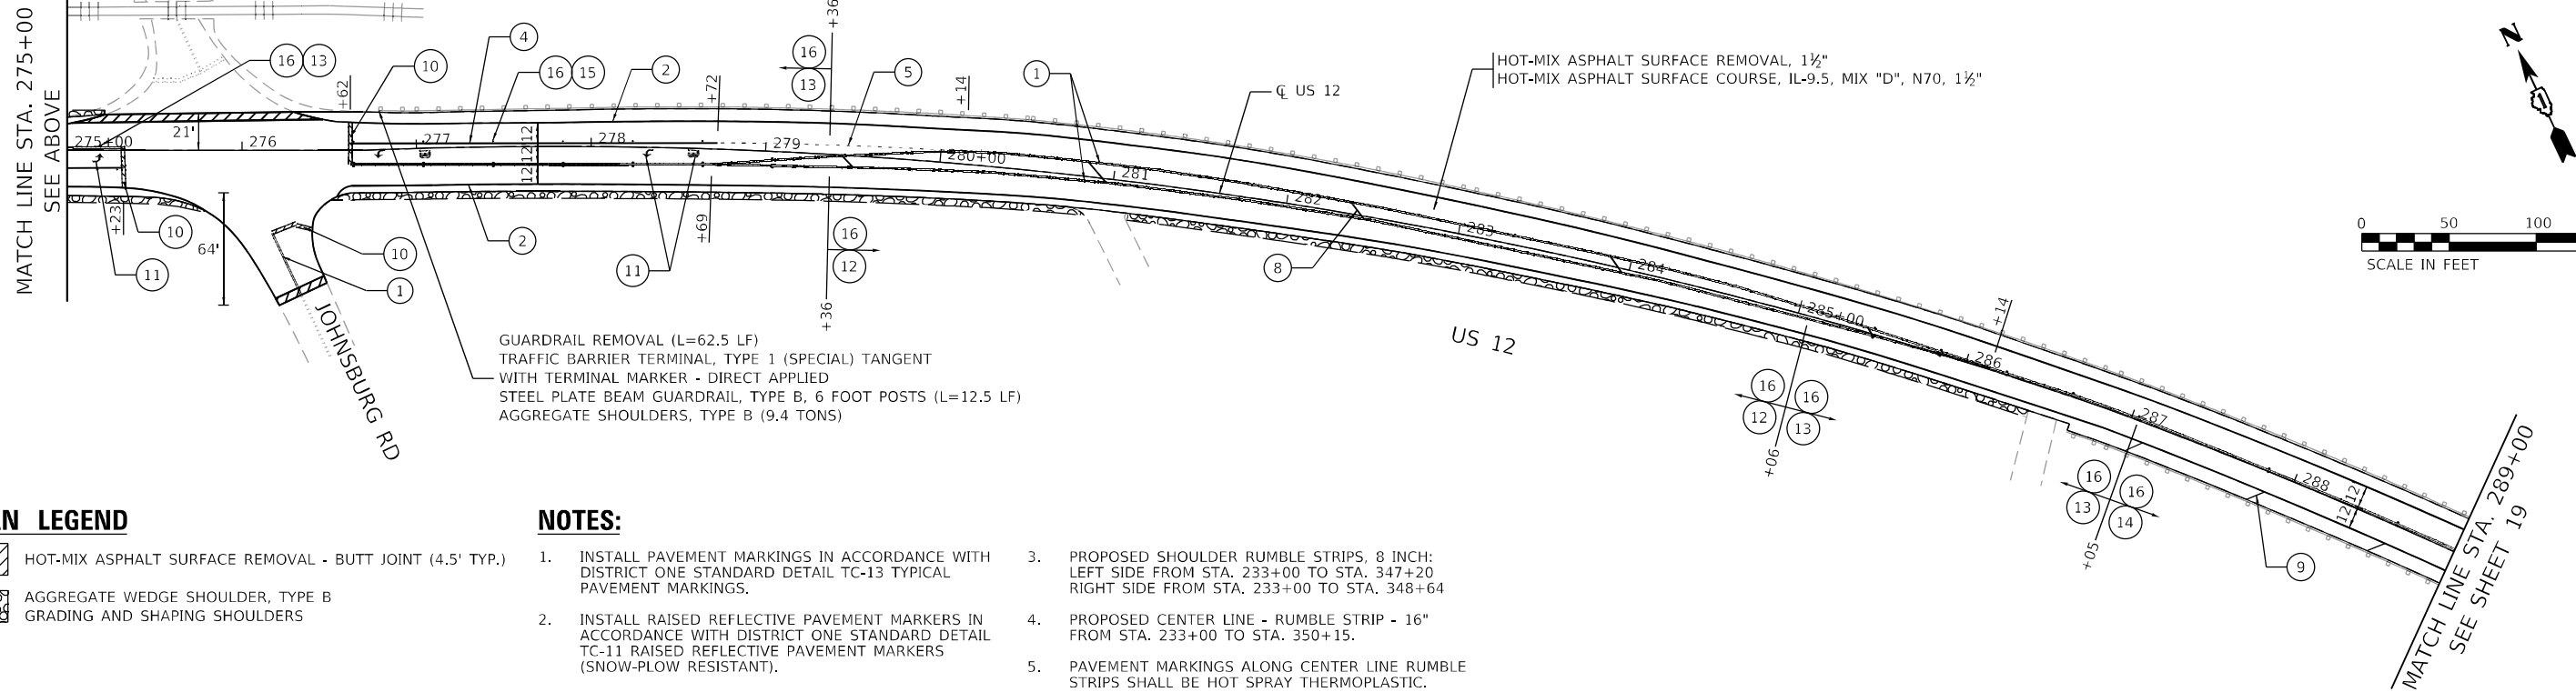 MATCH LINE STA. 275+00
SEE ABOVE
16 13
+62
10
4
16 15
2
+72
+36
16
13
5
+14
1
℄ US 12
HOT-MIX ASPHALT SURFACE REMOVAL, 1½"
HOT-MIX ASPHALT SURFACE COURSE, IL-9.5, MIX "D", N70, 1½"
N
0 50 100
SCALE IN FEET
21'
275+00
276
277
278
279
280+00
281
282
283
284
285+00
286
287
288
12 12
12 12
+23
10
11
64'
10
1
2
11
+69
+36
16
12
8
JOHNSBURG RD
GUARDRAIL REMOVAL (L=62.5 LF)
TRAFFIC BARRIER TERMINAL, TYPE 1 (SPECIAL) TANGENT
WITH TERMINAL MARKER - DIRECT APPLIED
STEEL PLATE BEAM GUARDRAIL, TYPE B, 6 FOOT POSTS (L=12.5 LF)
AGGREGATE SHOULDERS, TYPE B (9.4 TONS)
US 12
+14
16 16
12 13
+06
16 16
13 14
+05
12 12
9
MATCH LINE STA. 289+00
SEE SHEET 19
AN LEGEND
HOT-MIX ASPHALT SURFACE REMOVAL - BUTT JOINT (4.5' TYP.)
AGGREGATE WEDGE SHOULDER, TYPE B
GRADING AND SHAPING SHOULDERS
NOTES:
1. INSTALL PAVEMENT MARKINGS IN ACCORDANCE WITH
DISTRICT ONE STANDARD DETAIL TC-13 TYPICAL
PAVEMENT MARKINGS.
2. INSTALL RAISED REFLECTIVE PAVEMENT MARKERS IN
ACCORDANCE WITH DISTRICT ONE STANDARD DETAIL
TC-11 RAISED REFLECTIVE PAVEMENT MARKERS
(SNOW-PLOW RESISTANT).
3. PROPOSED SHOULDER RUMBLE STRIPS, 8 INCH:
LEFT SIDE FROM STA. 233+00 TO STA. 347+20
RIGHT SIDE FROM STA. 233+00 TO STA. 348+64
4. PROPOSED CENTER LINE - RUMBLE STRIP - 16"
FROM STA. 233+00 TO STA. 350+15.
5. PAVEMENT MARKINGS ALONG CENTER LINE RUMBLE
STRIPS SHALL BE HOT SPRAY THERMOPLASTIC.